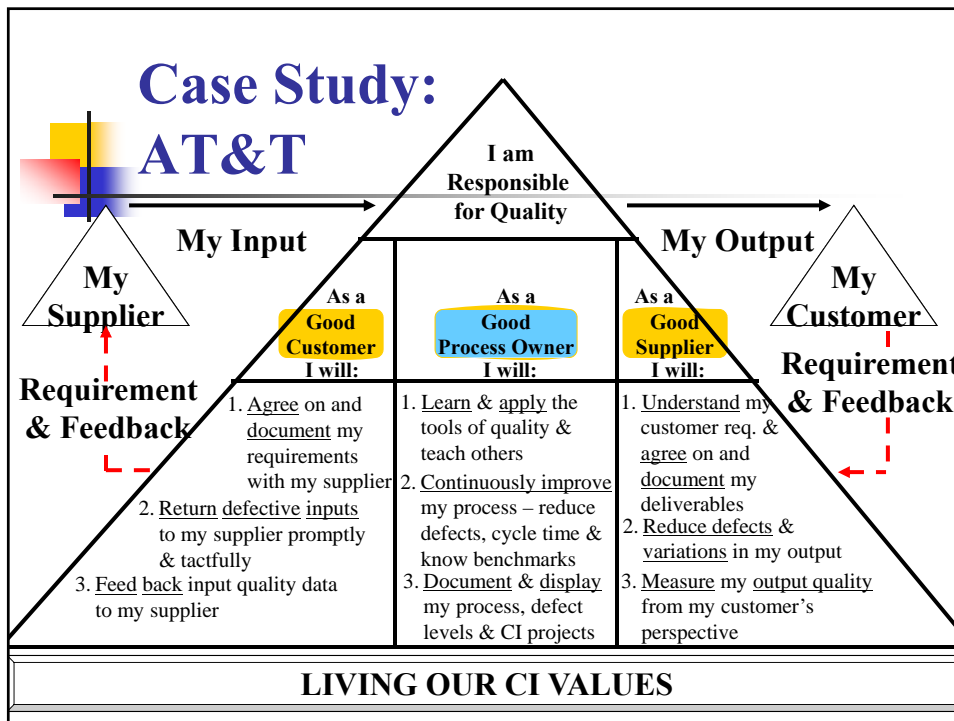 Case Study:
AT&T
I am
Responsible
for Quality
My Input
My Output
My
Supplier
My
Customer
Requirement
& Feedback
Requirement
& Feedback
As a
Good
Customer
I will:
1. Agree on and
document my
requirements
with my supplier
2. Return defective inputs
to my supplier promptly
& tactfully
3. Feed back input quality data
to my supplier
As a
Good
Process Owner
I will:
1. Learn & apply the
tools of quality &
teach others
2. Continuously improve
my process – reduce
defects, cycle time &
know benchmarks
3. Document & display
my process, defect
levels & CI projects
As a
Good
Supplier
I will:
1. Understand my
customer req. &
agree on and
document my
deliverables
2. Reduce defects &
variations in my output
3. Measure my output quality
from my customer's
perspective
LIVING OUR CI VALUES